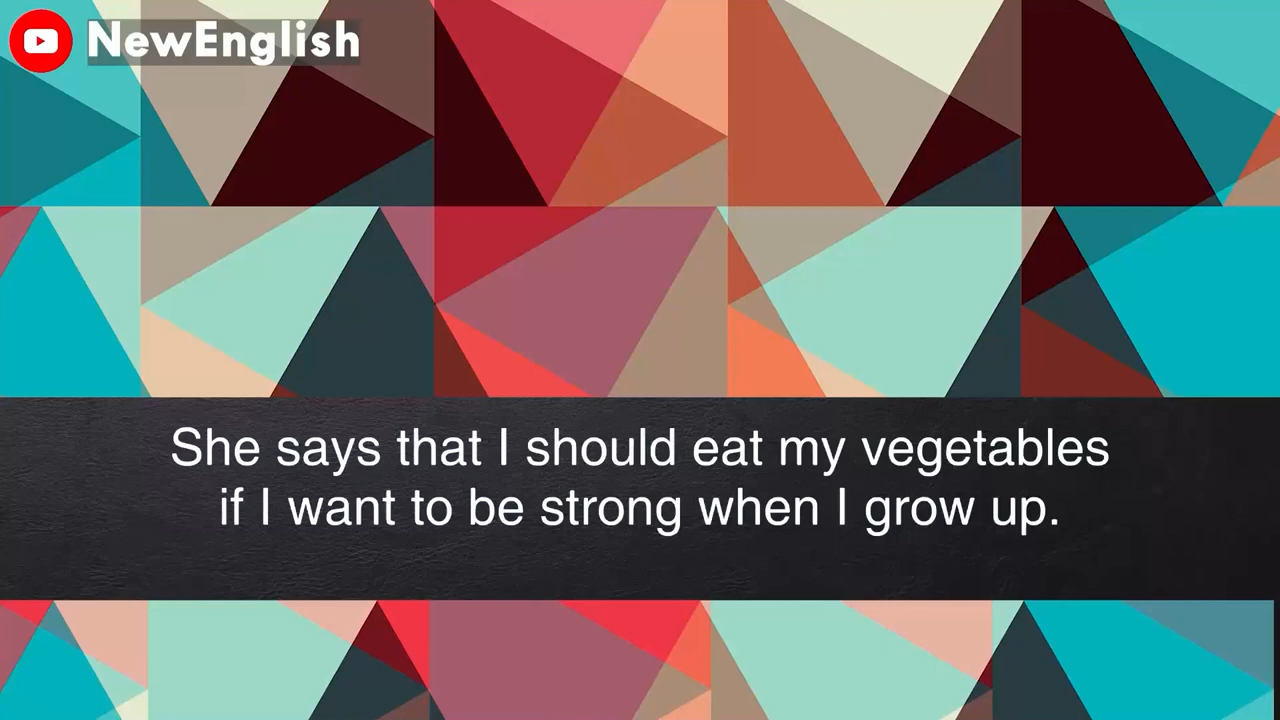 NewEnglish
She says that I should eat my vegetables
if I want to be strong when I grow up.